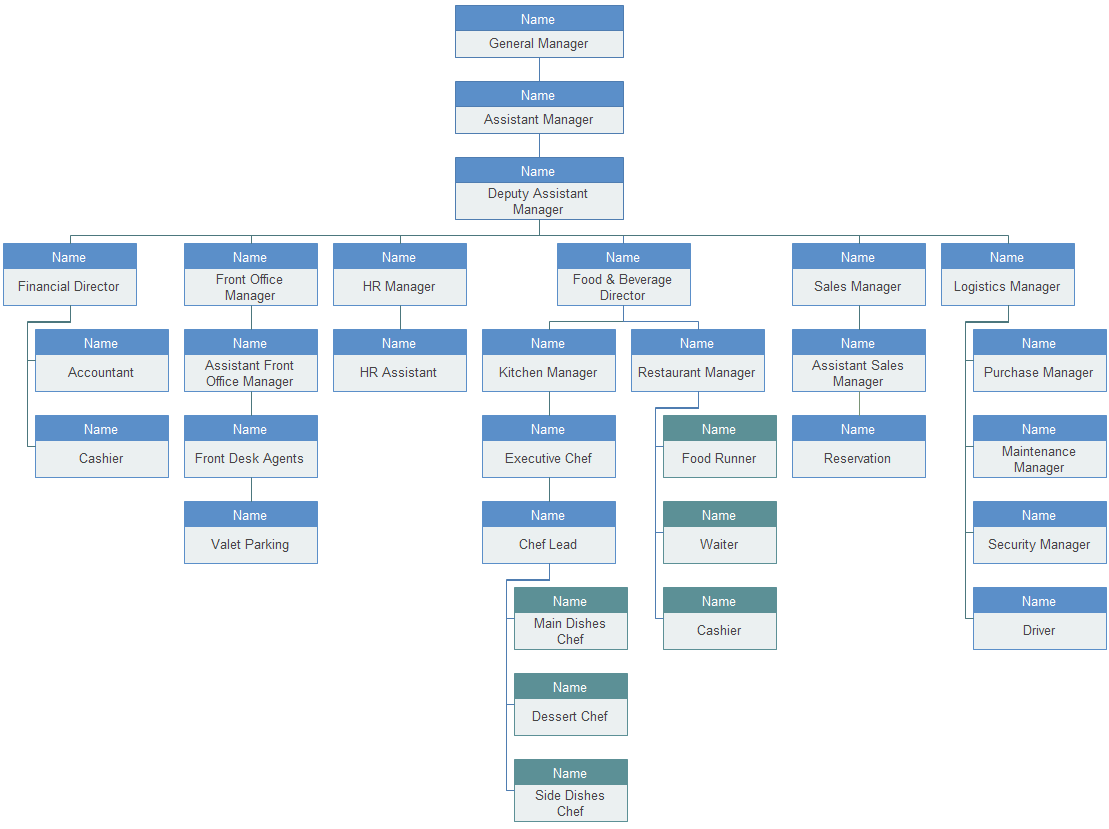 Name
General Manager
Name
Assistant Manager
Name
Deputy Assistant
Manager
Name
Financial Director
Name
Front Office
Manager
Name
HR Manager
Name
Food & Beverage
Director
Name
Sales Manager
Name
Logistics Manager
Name
Accountant
Name
Assistant Front
Office Manager
Name
HR Assistant
Name
Kitchen Manager
Name
Restaurant Manager
Name
Assistant Sales
Manager
Name
Purchase Manager
Name
Cashier
Name
Front Desk Agents
Name
Executive Chef
Name
Food Runner
Name
Reservation
Name
Maintenance
Manager
Name
Valet Parking
Name
Chef Lead
Name
Waiter
Name
Security Manager
Name
Main Dishes
Chef
Name
Cashier
Name
Driver
Name
Dessert Chef
Name
Side Dishes
Chef